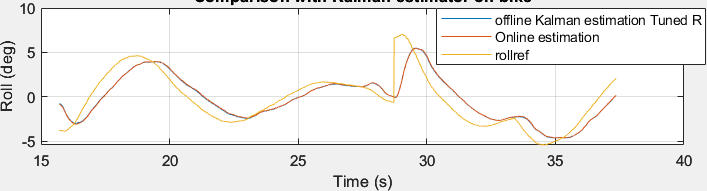 Comparison with Kalman estimator on bike
10
5
0
-5
Roll (deg)
offline Kalman estimation Tuned R
Online estimation
rollref
15
20
25
30
35
40
Time (s)